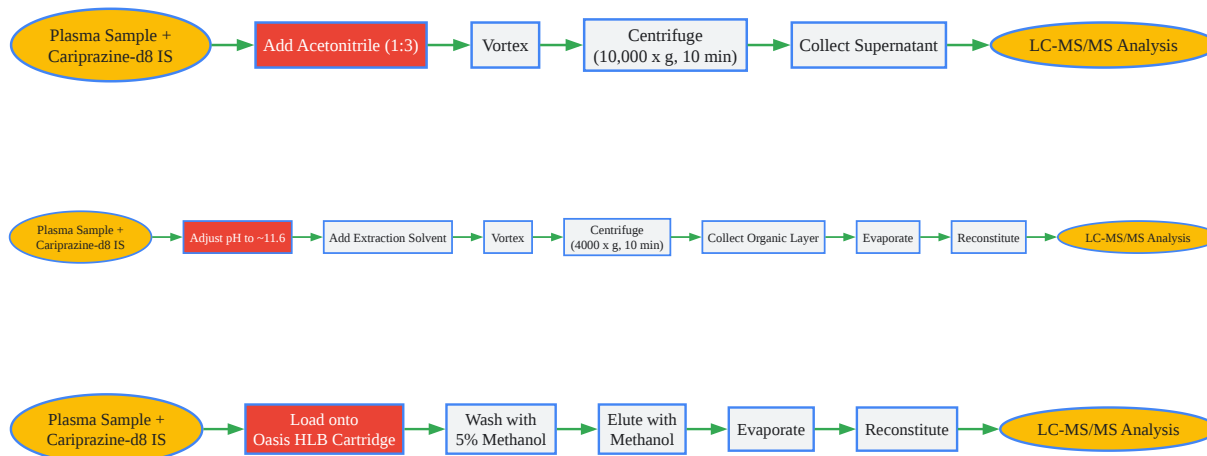 Plasma Sample +
Cariprazine-d8 IS
Add Acetonitrile (1:3)
Vortex
Centrifuge
(10,000 x g, 10 min)
Collect Supernatant
LC-MS/MS Analysis
Plasma Sample +
Cariprazine-d8 IS
Adjust pH to ~11.6
Add Extraction Solvent
Vortex
Centrifuge
(4000 x g, 10 min)
Collect Organic Layer
Evaporate
Reconstitute
LC-MS/MS Analysis
Plasma Sample +
Cariprazine-d8 IS
Load onto
Oasis HLB Cartridge
Wash with
5% Methanol
Elute with
Methanol
Evaporate
Reconstitute
LC-MS/MS Analysis